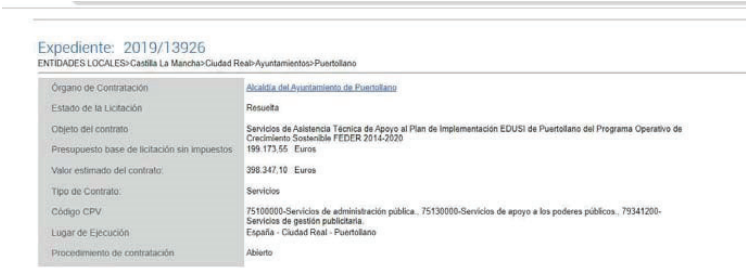 Expediente: 2019/13926
ENTIDADES LOCALES>Castilla La Mancha>Ciudad Real>Ayuntamientos>Puertollano
Órgano de Contratación Alcaldía del Ayuntamiento de Puertollano
Estado de la Licitación Resuelta
Objeto del contrato Servicios de Asistencia Técnica de Apoyo al Plan de Implementación EDUSI de Puertollano del Programa Operativo de
Crecimiento Sostenible FEDER 2014-2020
Presupuesto base de licitación sin impuestos 199.173,55 Euros
Valor estimado del contrato: 398.347,10 Euros
Tipo de Contrato: Servicios
Código CPV 75100000-Servicios de administración pública., 75130000-Servicios de apoyo a los poderes públicos., 79341200-
Servicios de gestión publicitaria.
Lugar de Ejecución España - Ciudad Real - Puertollano
Procedimiento de contratación Abierto